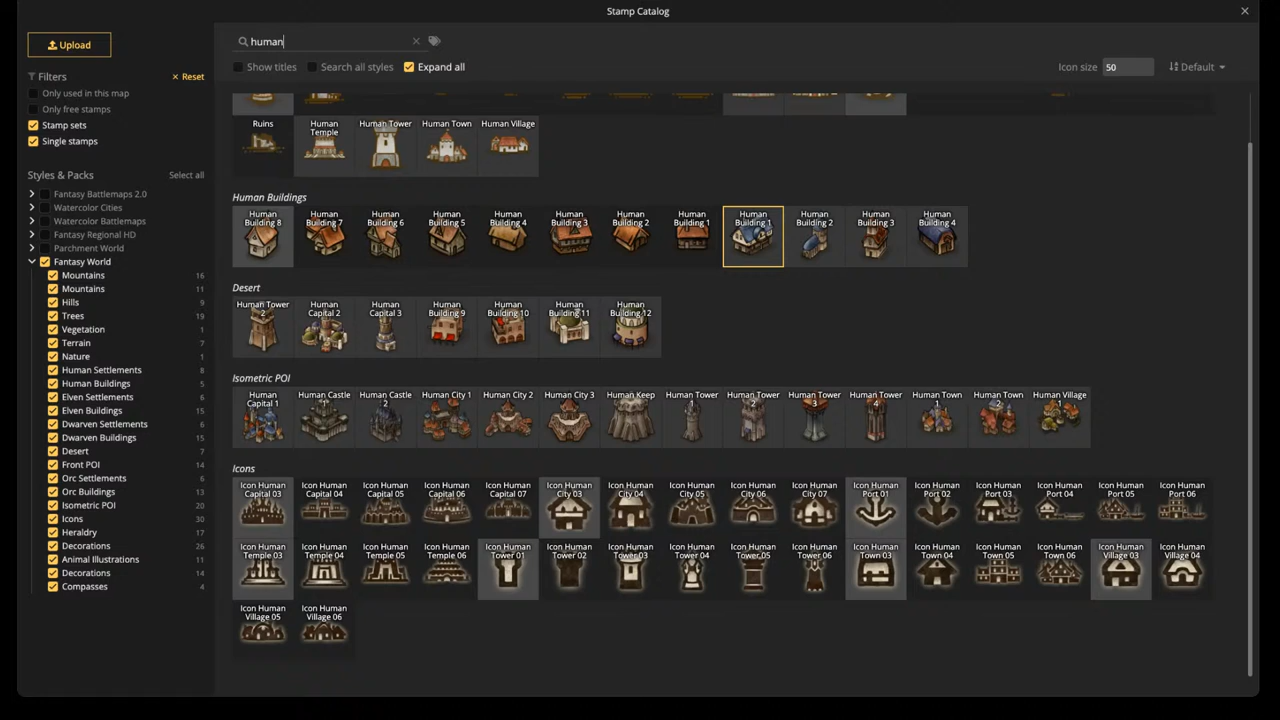 Stamp Catalog
Upload
human
Show titles
Search all styles
Expand all
Icon size
50
Default
Filters
Reset
Only used in this map
Only free stamps
Stamp sets
Single stamps
Styles & Packs
Select all
Fantasy Battlemaps 2.0
Watercolor Cities
Watercolor Battlemaps
Fantasy Regional HD
Parchment World
Fantasy World
Mountains 16
Mountains 11
Hills 9
Trees 19
Vegetation 1
Terrain 7
Nature 1
Human Settlements 8
Human Buildings 5
Elven Settlements 6
Elven Buildings 15
Dwarven Settlements 6
Dwarven Buildings 15
Desert 7
Front POI 14
Orc Settlements 6
Orc Buildings 13
Isometric POI 20
Icons 30
Heraldry 17
Decorations 26
Animal Illustrations 11
Decorations 14
Compasses 4
Ruins
Human Temple
Human Tower
Human Town
Human Village
Human Buildings
Human Building 8
Human Building 7
Human Building 6
Human Building 5
Human Building 4
Human Building 3
Human Building 2
Human Building 1
Human Building 1
Human Building 2
Human Building 3
Human Building 4
Desert
Human Tower 2
Human Capital 2
Human Capital 3
Human Building 9
Human Building 10
Human Building 11
Human Building 12
Isometric POI
Human Capital 1
Human Castle 1
Human Castle 2
Human City 1
Human City 2
Human City 3
Human Keep
Human Tower 1
Human Tower 2
Human Tower 3
Human Tower 4
Human Town 1
Human Town 2
Human Village 1
Icons
Icon Human Capital 03
Icon Human Capital 04
Icon Human Capital 05
Icon Human Capital 06
Icon Human Capital 07
Icon Human City 03
Icon Human City 04
Icon Human City 05
Icon Human City 06
Icon Human City 07
Icon Human Port 01
Icon Human Port 02
Icon Human Port 03
Icon Human Port 04
Icon Human Port 05
Icon Human Port 06
Icon Human Temple 03
Icon Human Temple 04
Icon Human Temple 05
Icon Human Temple 06
Icon Human Tower 01
Icon Human Tower 02
Icon Human Tower 03
Icon Human Tower 04
Icon Human Tower 05
Icon Human Tower 06
Icon Human Town 03
Icon Human Town 04
Icon Human Town 05
Icon Human Town 06
Icon Human Village 03
Icon Human Village 04
Icon Human Village 05
Icon Human Village 06